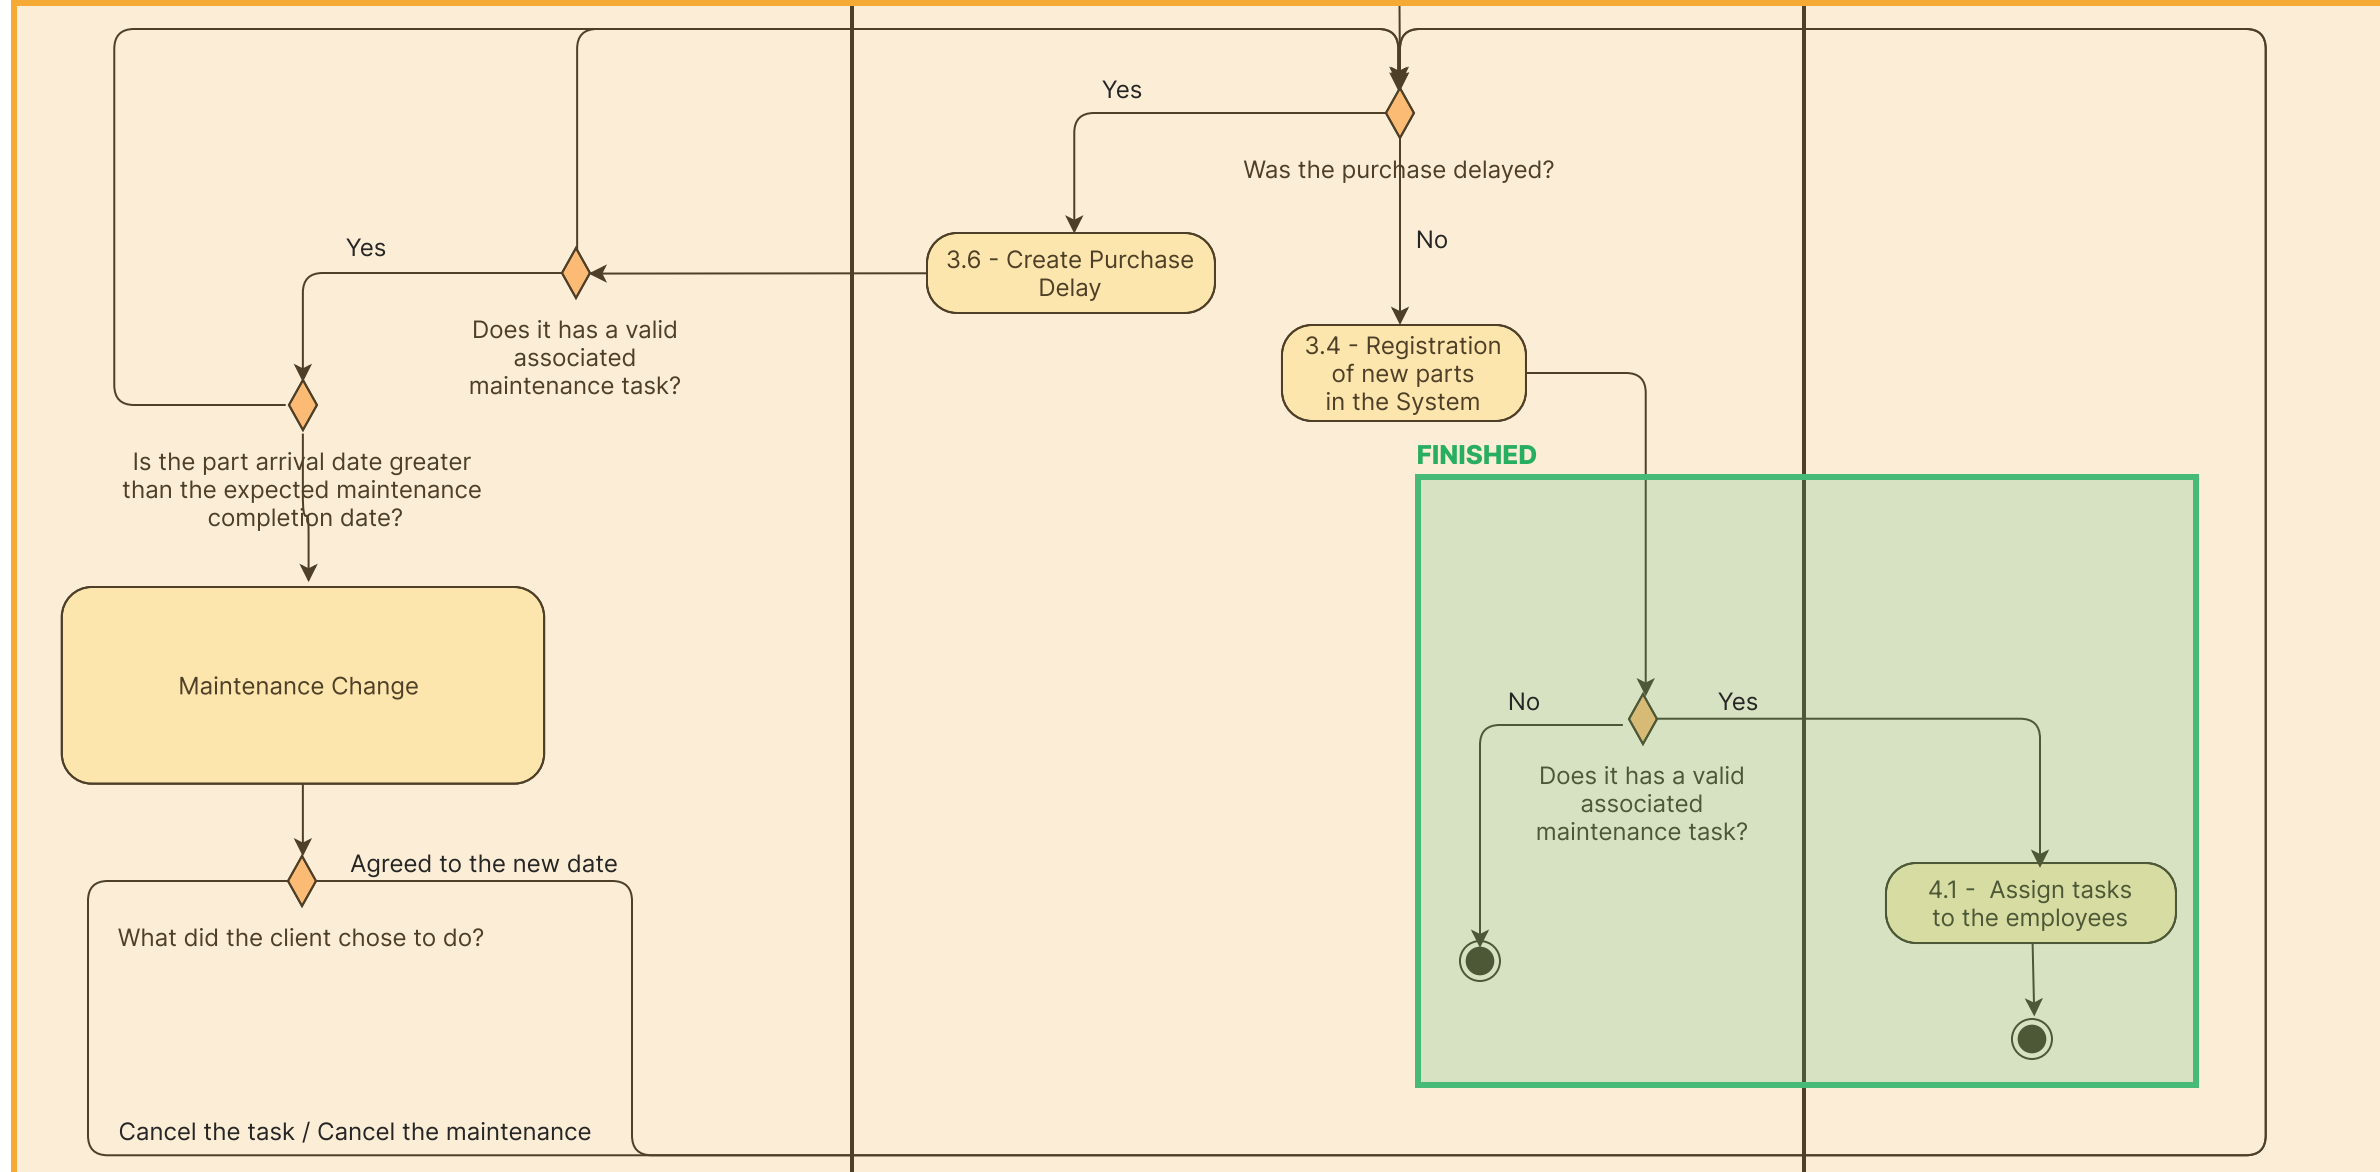 Yes
Was the purchase delayed?
Yes
No
3.6 - Create Purchase
Delay
Does it has a valid
associated
maintenance task?
3.4 - Registration
of new parts
in the System
Is the part arrival date greater
than the expected maintenance
completion date?
FINISHED
Maintenance Change
No
Yes
Does it has a valid
associated
maintenance task?
Agreed to the new date
4.1 - Assign tasks
to the employees
What did the client chose to do?
Cancel the task / Cancel the maintenance